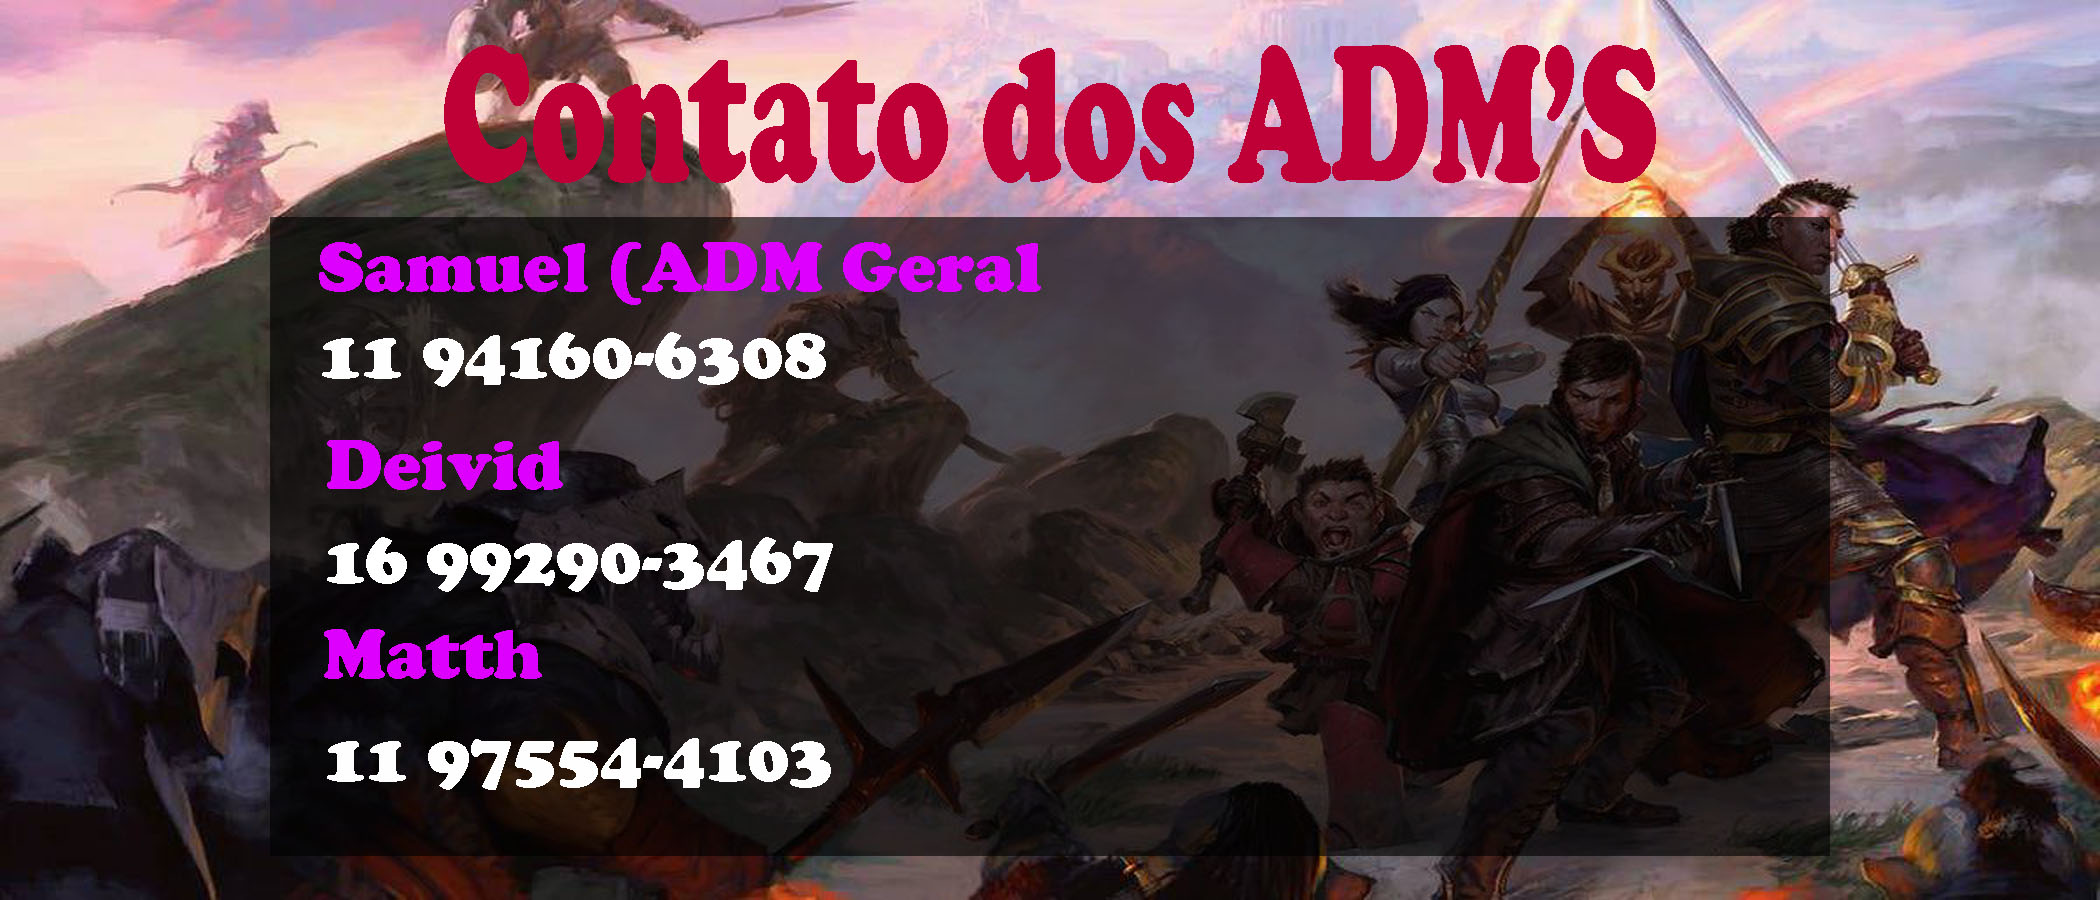 Contato dos ADM'S
Samuel (ADM Geral
11 94160-6308
Deivid
16 99290-3467
Matth
11 97554-4103